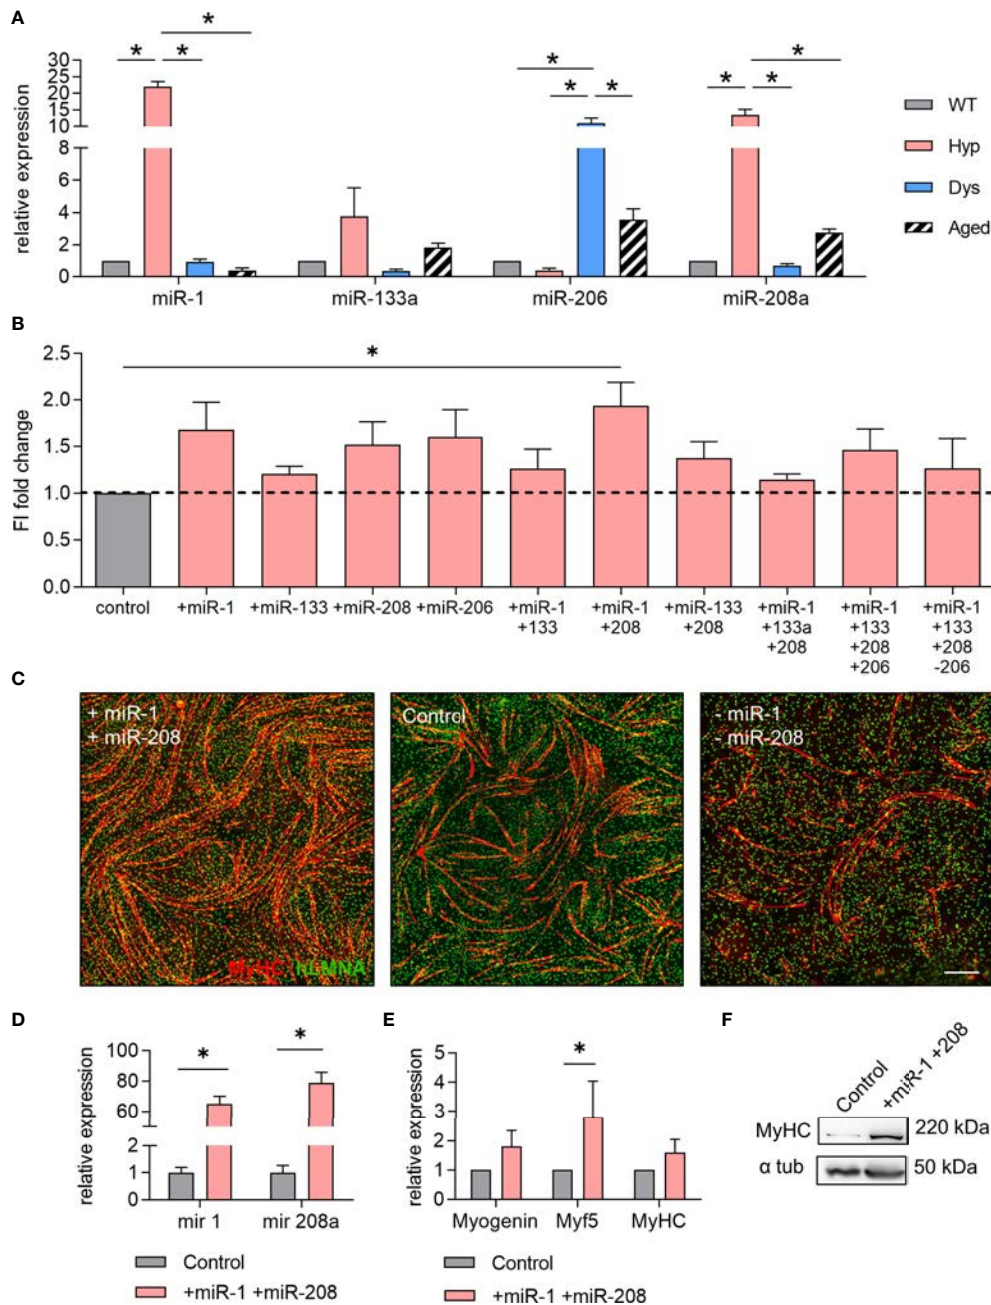 A
relative expression
30
25
20
15
10
8
6
4
2
0
* * * * * * * * *
miR-1 miR-133a miR-206 miR-208a
WT
Hyp
Dys
Aged
B
FI fold change
2.5
2.0
1.5
1.0
0.5
0.0
*
control +miR-1 +miR-133 +miR-208 +miR-206 +miR-1 +miR-1 +miR-133 +miR-1 +miR-1 +miR-1
+133 +208 +208 +133a +133 +133
+208 +208 +208
+206 -206
C
+ miR-1
+ miR-208
MyHC hLMNA
Control
- miR-1
- miR-208
D
relative expression
100
80
60
2
1
0
* *
mir 1 mir 208a
Control
+miR-1 +miR-208
E
relative expression
5
4
3
2
1
0
*
Myogenin Myf5 MyHC
Control
+miR-1 +miR-208
F
Control +miR-1 +208
MyHC 220 kDa
α tub 50 kDa